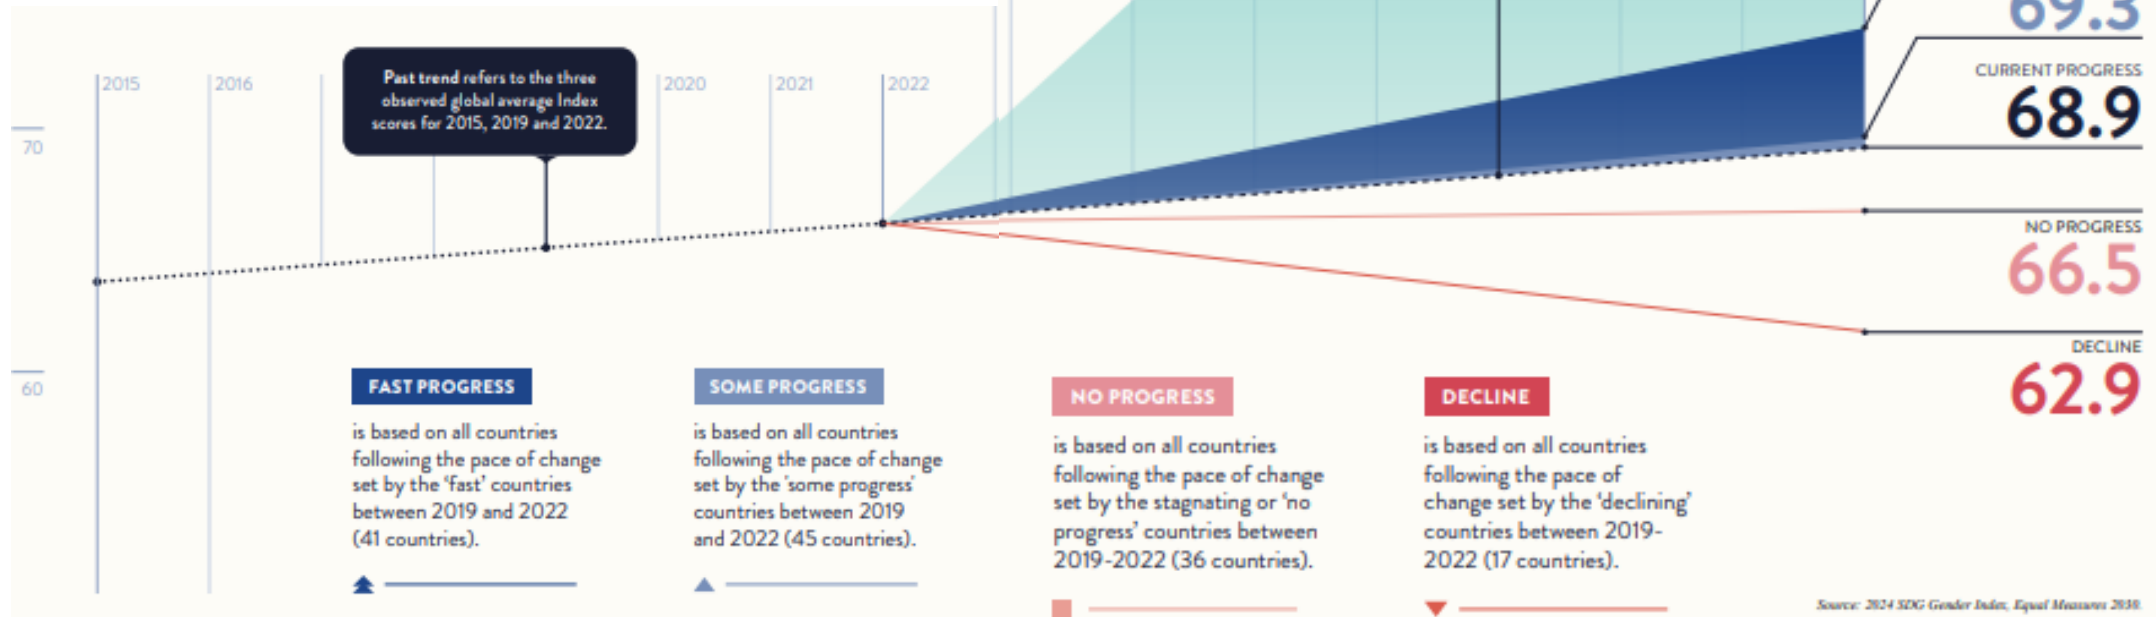 69.3
CURRENT PROGRESS
68.9
2015
2016
Past trend refers to the three
observed global average Index
scores for 2015, 2019 and 2022.
2020
2021
2022
70
NO PROGRESS
66.5
DECLINE
62.9
60
FAST PROGRESS
is based on all countries
following the pace of change
set by the ‘fast’ countries
between 2019 and 2022
(41 countries).
SOME PROGRESS
is based on all countries
following the pace of change
set by the 'some progress'
countries between 2019
and 2022 (45 countries).
NO PROGRESS
is based on all countries
following the pace of change
set by the stagnating or ‘no
progress’ countries between
2019-2022 (36 countries).
DECLINE
is based on all countries
following the pace of
change set by the ‘declining’
countries between 2019-
2022 (17 countries).
Source: 2024 SDG Gender Index, Equal Measures 2030.